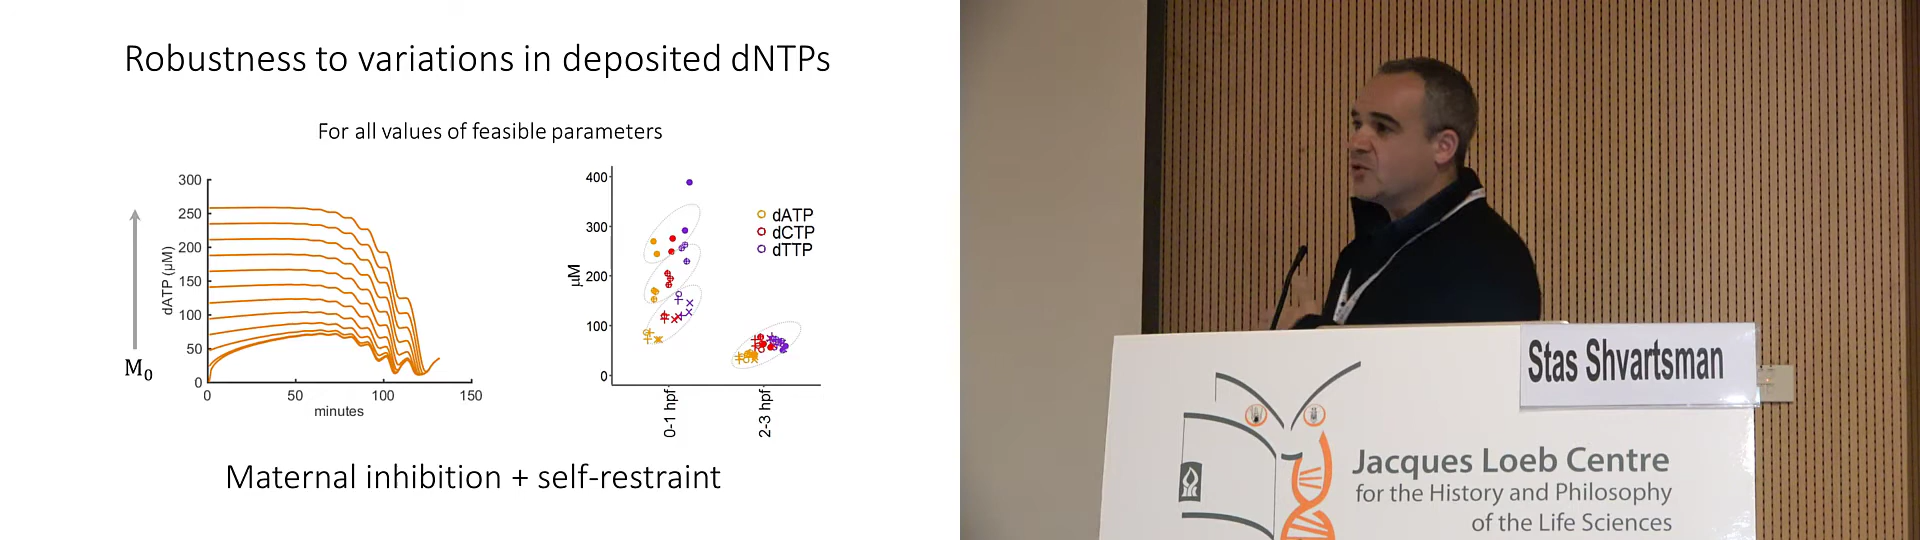 Robustness to variations in deposited dNTPs
For all values of feasible parameters
300
250
200
150
100
50
0
dATP (µM)
M0
0
50
100
150
minutes
400
300
200
100
0
µM
dATP
dCTP
dTTP
0-1 hpf
2-3 hpf
Maternal inhibition + self-restraint
Stas Shvartsman
Jacques Loeb Centre
for the History and Philosophy
of the Life Sciences